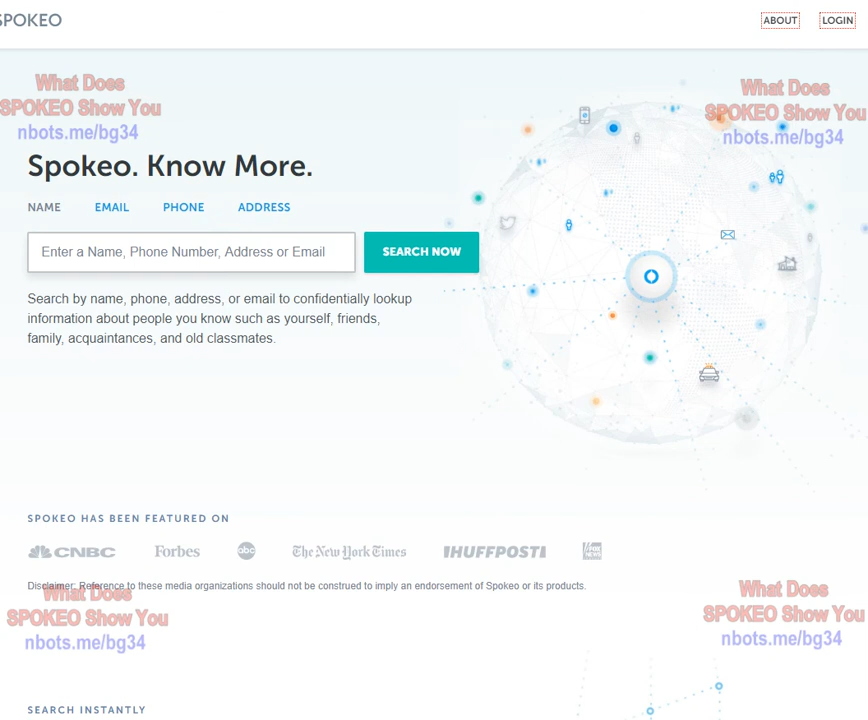 SPOKEO
ABOUT
LOGIN
What Does
SPOKEO Show You
nbots.me/bg34
What Does
SPOKEO Show You
nbots.me/bg34
Spokeo. Know More.
NAME
EMAIL
PHONE
ADDRESS
Enter a Name, Phone Number, Address or Email
SEARCH NOW
Search by name, phone, address, or email to confidentially lookup
information about people you know such as yourself, friends,
family, acquaintances, and old classmates.
SPOKEO HAS BEEN FEATURED ON
CNBC
Forbes
abc
The New York Times
IHUFFPOSTI
FOX
NEWS
Disclaimer: Reference to these media organizations should not be construed to imply an endorsement of Spokeo or its products.
What Does
SPOKEO Show You
nbots.me/bg34
What Does
SPOKEO Show You
nbots.me/bg34
SEARCH INSTANTLY